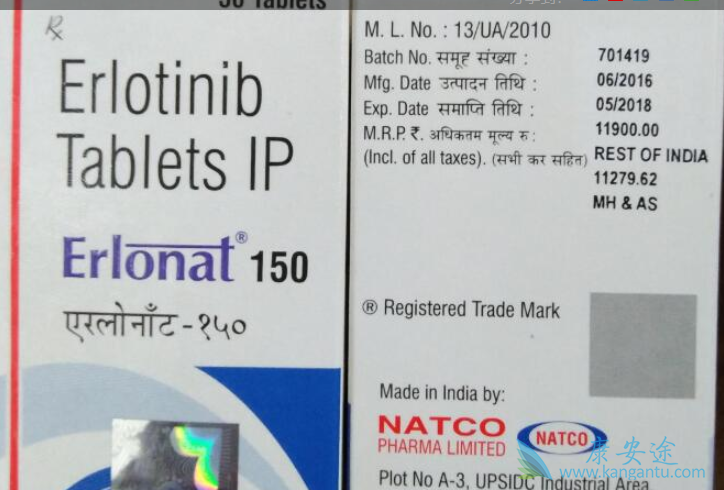 30 Tablets
Rx
Erlotinib
Tablets IP
Erlonat® 150
एरलोनाँट-१५०
M. L. No. : 13/UA/2010
Batch No. समूह संख्या : 701419
Mfg. Date उत्पादन तिथि : 06/2016
Exp. Date समाप्ति तिथि : 05/2018
M.R.P. ₹. अधिकतम मूल्य रु : 11900.00
(Incl. of all taxes). (सभी कर सहित) REST OF INDIA
11279.62
MH & AS
® Registered Trade Mark
Made in India by:
NATCO
PHARMA LIMITED
NATCO
Plot No A-3, UPSIDC Industrial Area
康安途
www.kangantu.com